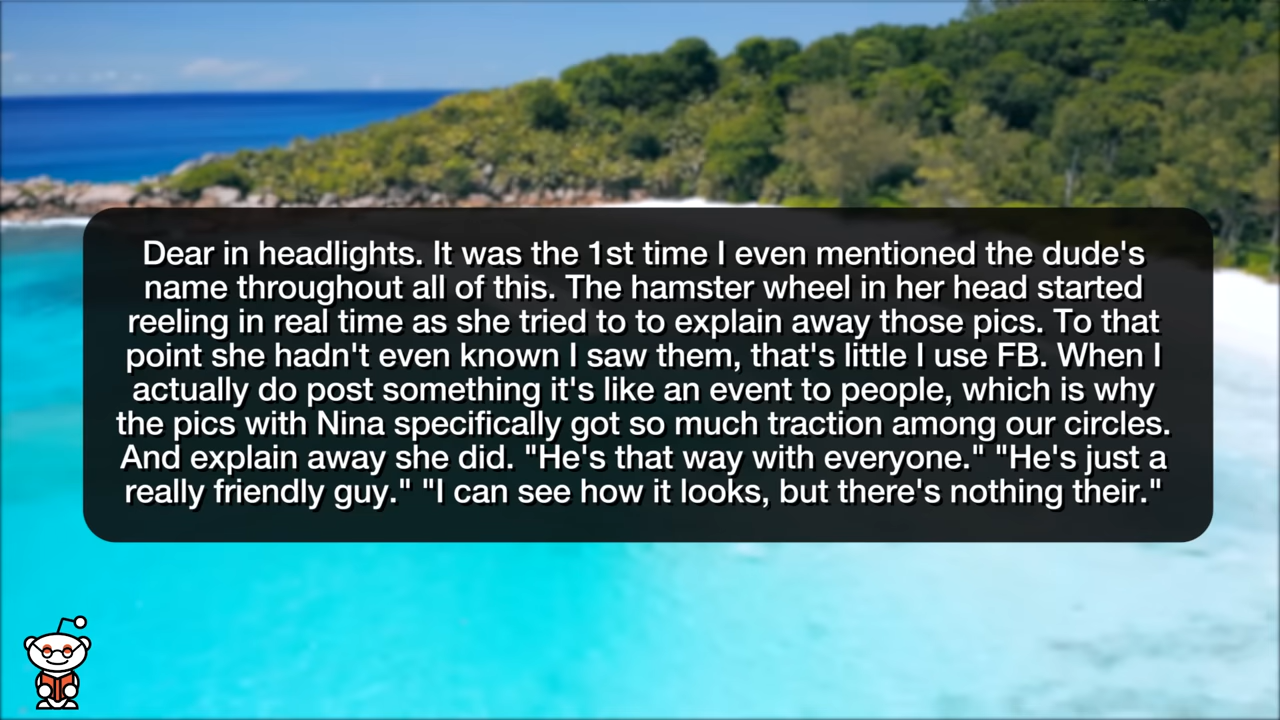 Dear in headlights. It was the 1st time I even mentioned the dude's
name throughout all of this. The hamster wheel in her head started
reeling in real time as she tried to to explain away those pics. To that
point she hadn't even known I saw them, that's little I use FB. When I
actually do post something it's like an event to people, which is why
the pics with Nina specifically got so much traction among our circles.
And explain away she did. "He's that way with everyone." "He's just a
really friendly guy." "I can see how it looks, but there's nothing their."